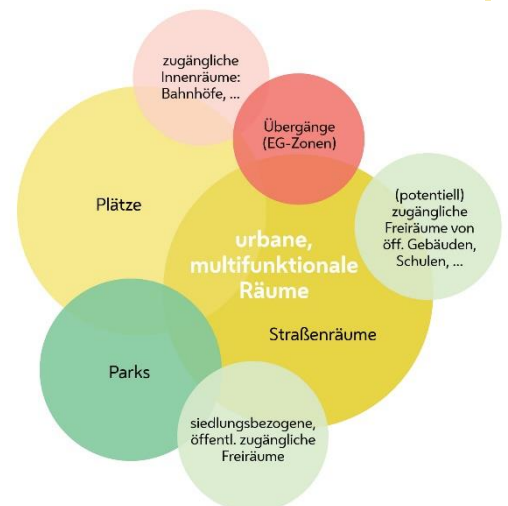 zugängliche
Innenräume:
Bahnhöfe, ...
Übergänge
(EG-Zonen)
Plätze
(potentiell)
zugängliche
Freiräume von
öff. Gebäuden,
Schulen, ...
urbane,
multifunktionale
Räume
Straßenräume
Parks
siedlungsbezogene,
öffentl. zugängliche
Freiräume